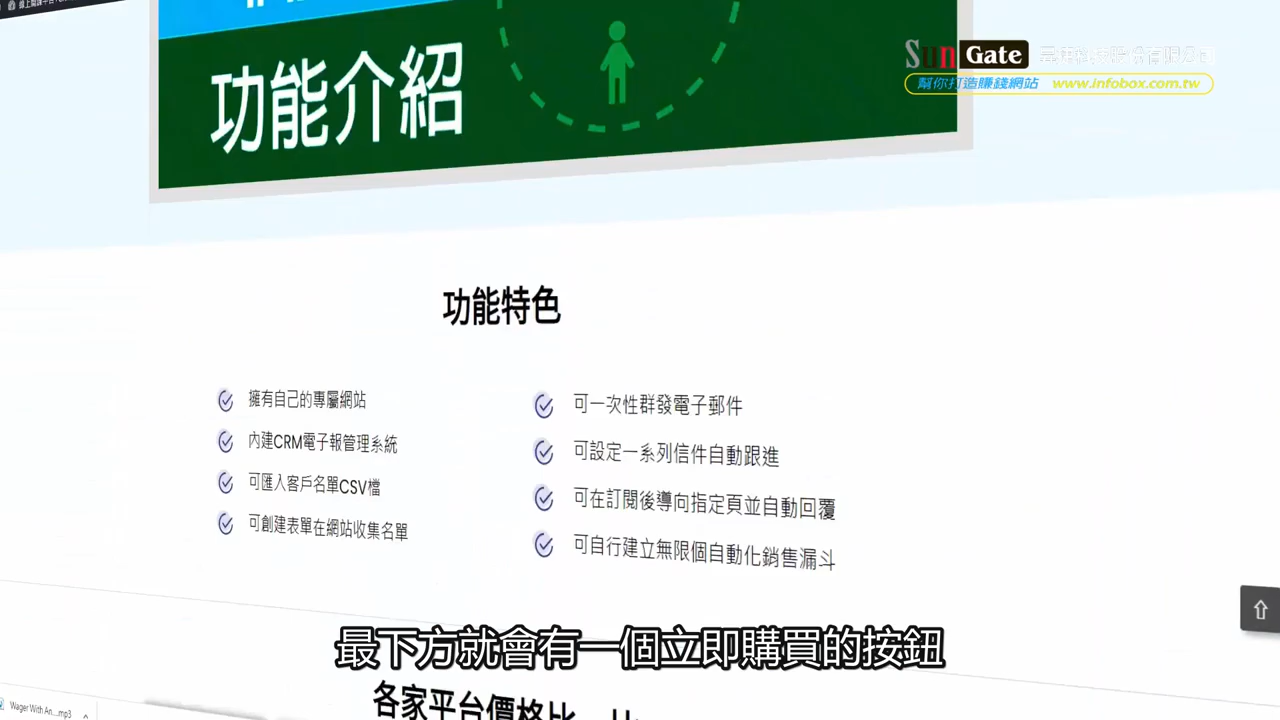 Sun Gate
幫你打造賺錢網站 www.infobox.com.tw
功能介紹
功能特色
擁有自己的專屬網站
內建CRM電子報管理系統
可匯入客戶名單CSV檔
可創建表單在網站收集名單
可一次性群發電子郵件
可設定一系列信件自動跟進
可在訂閱後導向指定頁並自動回覆
可自行建立無限個自動化銷售漏斗
最下方就會有一個立即購買的按鈕
各家平台價格比
Wager With An....mp3